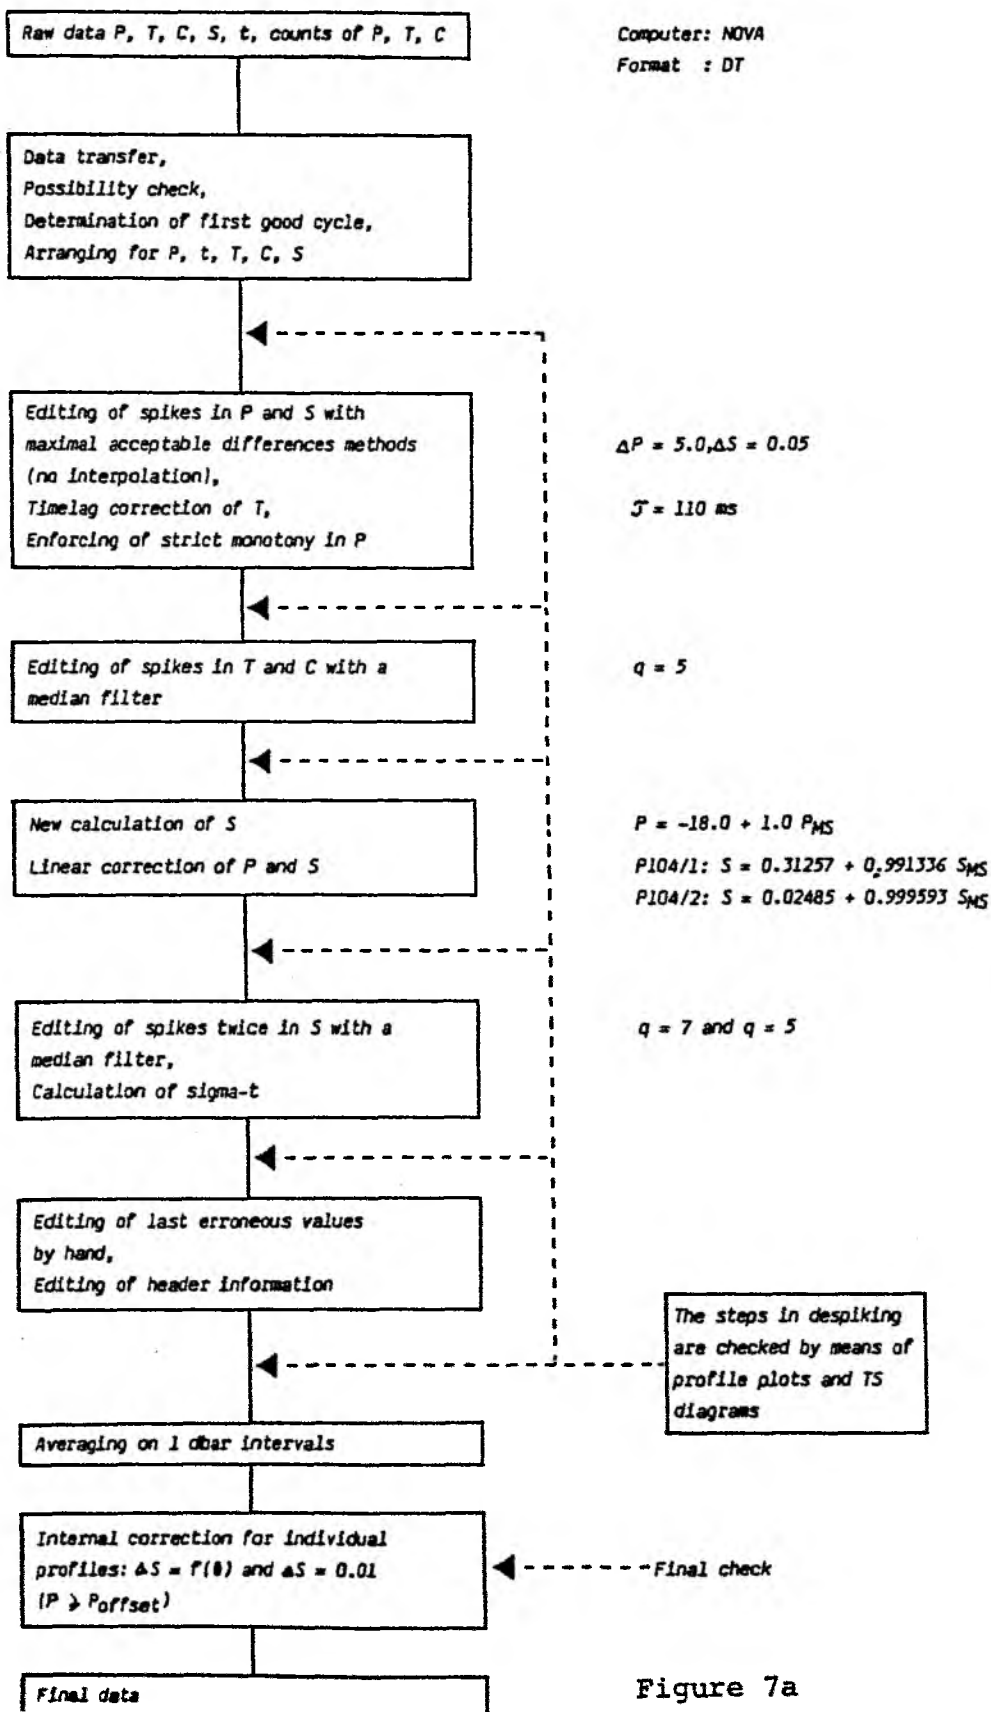 Raw data P, T, C, S, t, counts of P, T, C
Computer: NOVA
Format : DT
Data transfer,
Possibility check,
Determination of first good cycle,
Arranging for P, t, T, C, S
Editing of spikes in P and S with
maximal acceptable differences methods
(no interpolation),
Timelag correction of T,
Enforcing of strict monotony in P
ΔP = 5.0,ΔS = 0.05
𝒯 = 110 ms
Editing of spikes in T and C with a
median filter
q = 5
New calculation of S
Linear correction of P and S
P = -18.0 + 1.0 PMS
P104/1: S = 0.31257 + 0.991336 SMS
P104/2: S = 0.02485 + 0.999593 SMS
Editing of spikes twice in S with a
median filter,
Calculation of sigma-t
q = 7 and q = 5
Editing of last erroneous values
by hand,
Editing of header information
The steps in despiking
are checked by means of
profile plots and TS
diagrams
Averaging on 1 dbar intervals
Internal correction for individual
profiles: ΔS = f(θ) and ΔS = 0.01
(P > Poffset)
Final check
Final data
Figure 7a